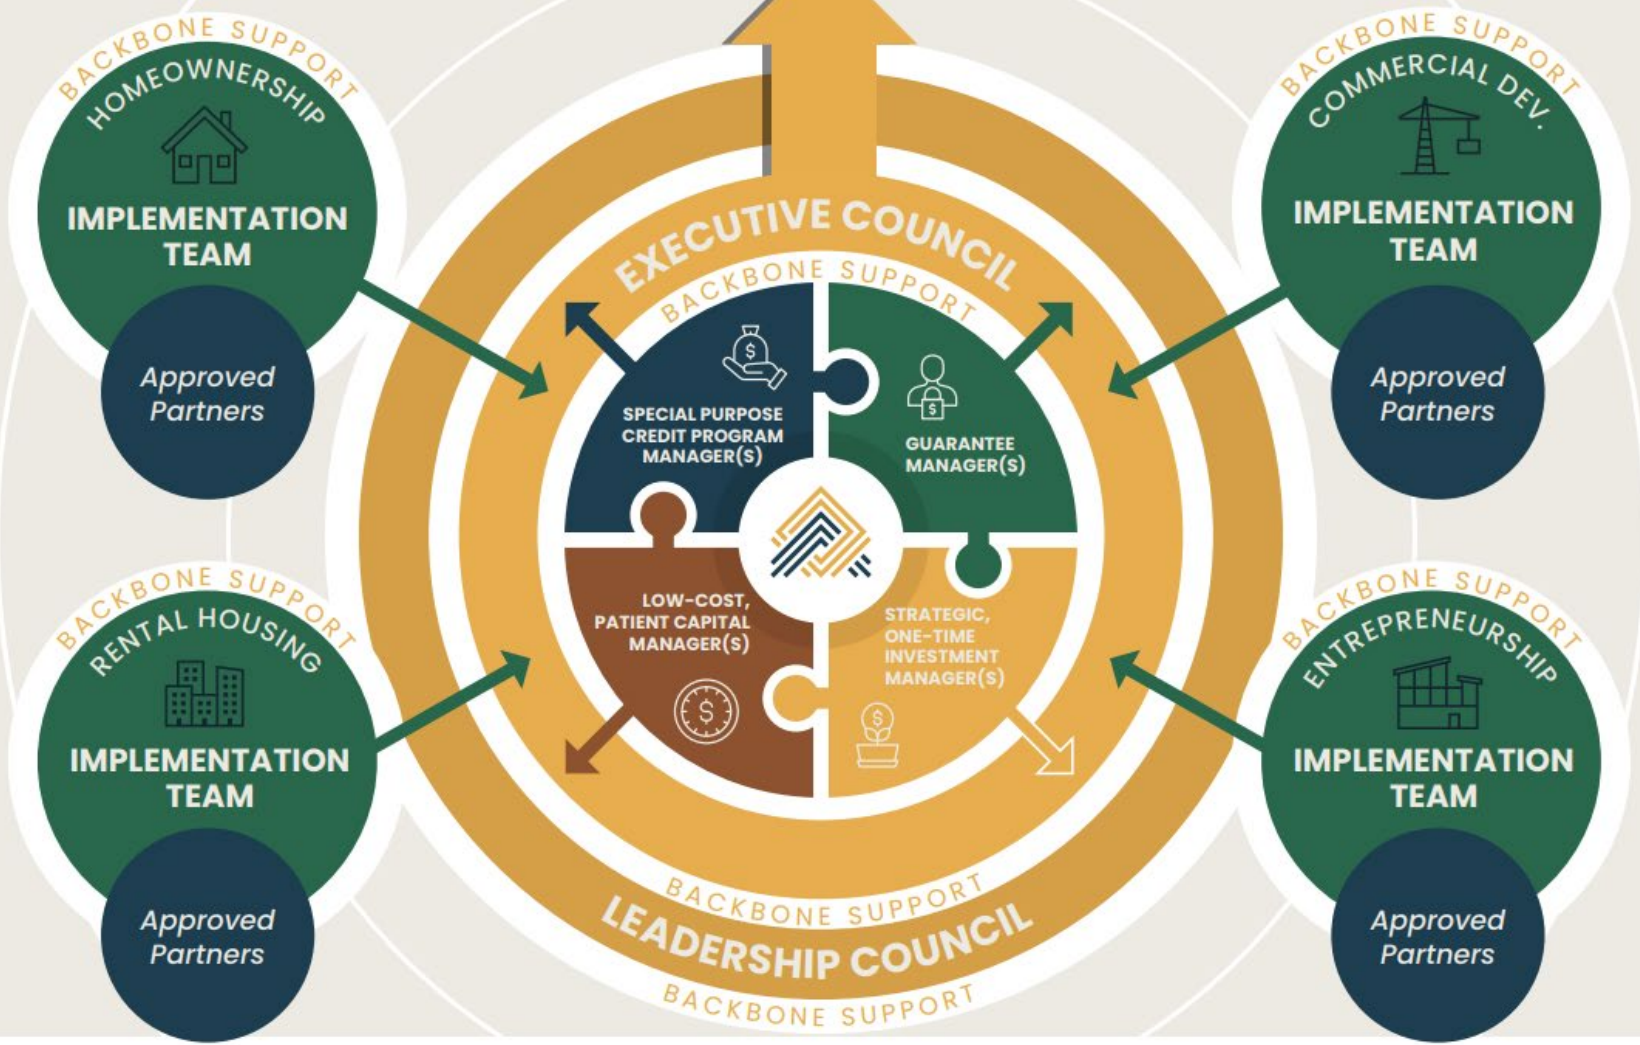 BACKBONE SUPPORT
HOMEOWNERSHIP
IMPLEMENTATION
TEAM
Approved
Partners
BACKBONE SUPPORT
COMMERCIAL DEV.
IMPLEMENTATION
TEAM
Approved
Partners
EXECUTIVE COUNCIL
BACKBONE SUPPORT
$
SPECIAL PURPOSE
CREDIT PROGRAM
MANAGER(S)
$
GUARANTEE
MANAGER(S)
LOW-COST,
PATIENT CAPITAL
MANAGER(S)
$
STRATEGIC,
ONE-TIME
INVESTMENT
MANAGER(S)
$
BACKBONE SUPPORT
LEADERSHIP COUNCIL
BACKBONE SUPPORT
BACKBONE SUPPORT
RENTAL HOUSING
IMPLEMENTATION
TEAM
Approved
Partners
BACKBONE SUPPORT
ENTREPRENEURSHIP
IMPLEMENTATION
TEAM
Approved
Partners